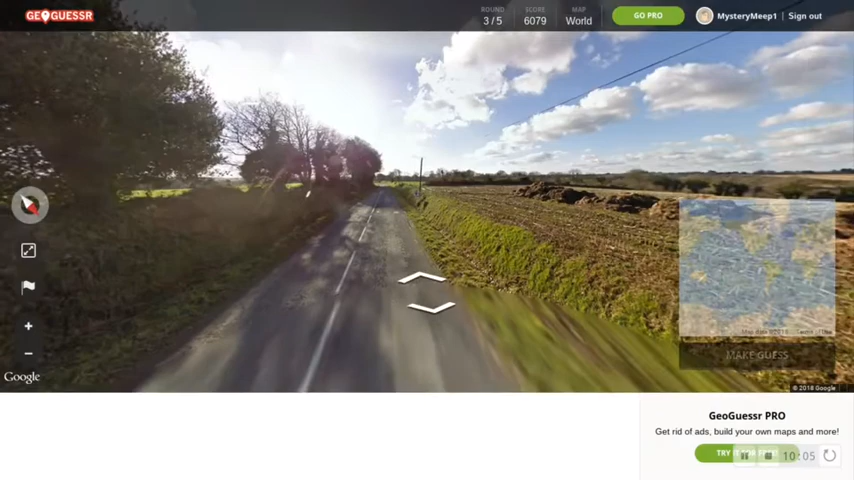 GEOGUESSR
ROUND
3 / 5
SCORE
6079
MAP
World
GO PRO
MysteryMeep1 | Sign out
MAKE GUESS
Google
© 2018 Google
GeoGuessr PRO
Get rid of ads, build your own maps and more!
TRY
10:05